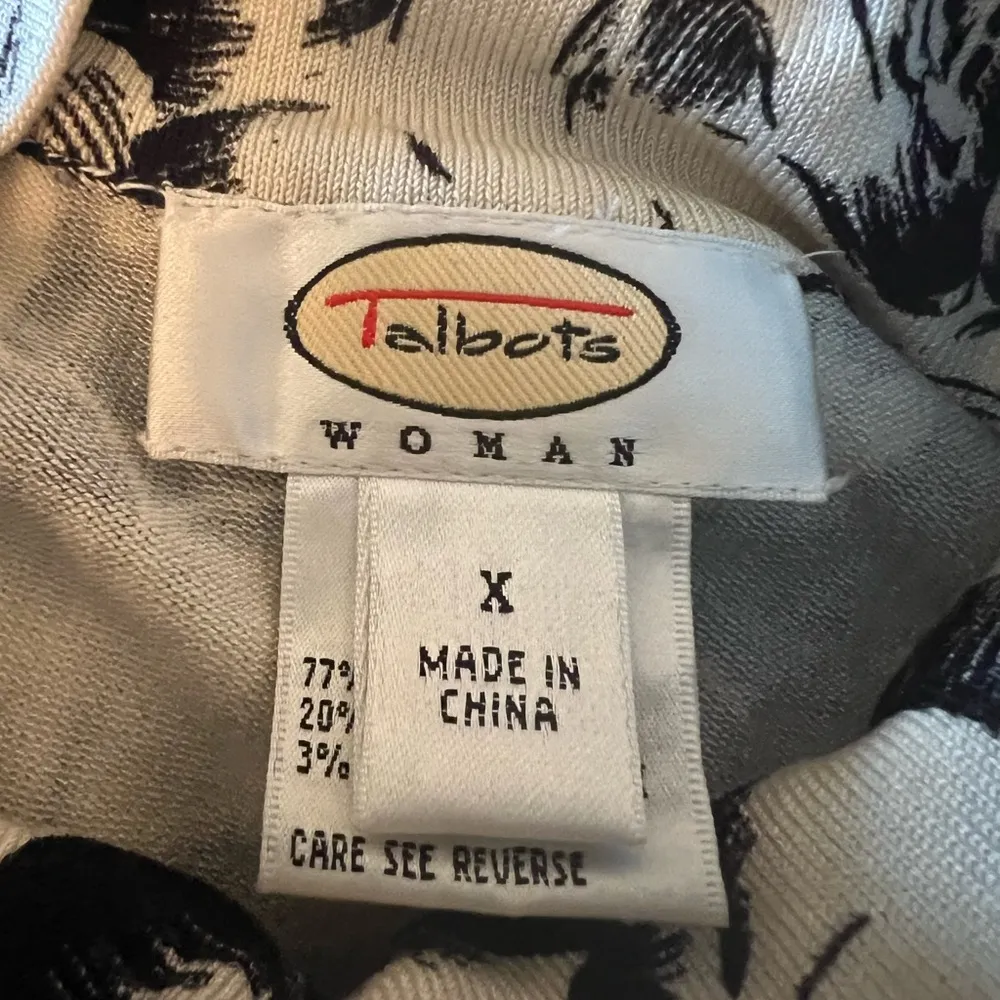 Talbots
WOMAN
X
MADE IN
CHINA
77%
20%
3%
CARE SEE REVERSE